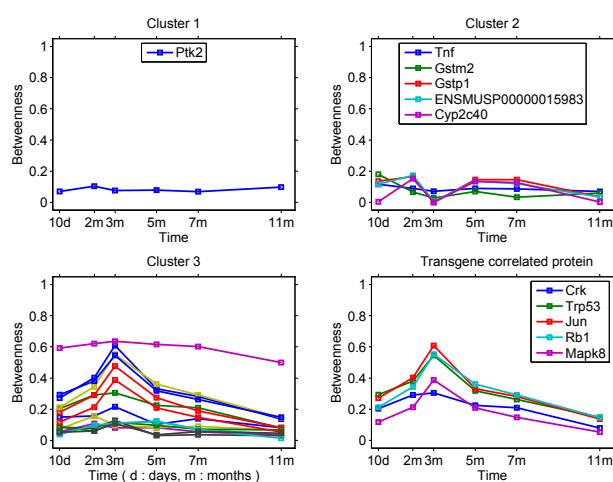 Cluster 1
Ptk2
Betweenness
1
0.8
0.6
0.4
0.2
0
10d 2m 3m 5m 7m 11m
Time
Cluster 2
Tnf
Gstm2
Gstp1
ENSMUSP00000015983
Cyp2c40
Betweenness
1
0.8
0.6
0.4
0.2
0
10d 2m 3m 5m 7m 11m
Time
Cluster 3
Betweenness
1
0.8
0.6
0.4
0.2
0
10d 2m 3m 5m 7m 11m
Time ( d : days, m : months )
Transgene correlated protein
Crk
Trp53
Jun
Rb1
Mapk8
Betweenness
1
0.8
0.6
0.4
0.2
0
10d 2m 3m 5m 7m 11m
Time